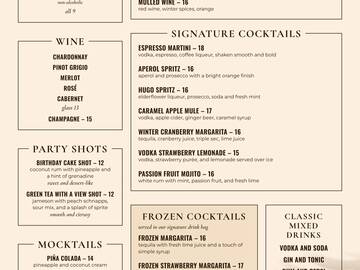 non-alcoholic
all 9
WINE
CHARDONNAY
PINOT GRIGIO
MERLOT
ROSÉ
CABERNET
glass 13
CHAMPAGNE – 15
PARTY SHOTS
BIRTHDAY CAKE SHOT – 12
coconut rum with pineapple and
a hint of grenadine
sweet and dessert-like
GREEN TEA WITH A VIEW SHOT – 12
jameson with peach schnapps,
sour mix, and a splash of sprite
smooth and citrusy
MOCKTAILS
PIÑA COLADA – 14
pineapple and coconut cream
MULLED WINE – 16
red wine, winter spices, orange
SIGNATURE COCKTAILS
ESPRESSO MARTINI – 18
vodka, espresso, coffee liqueur, shaken smooth and bold
APEROL SPRITZ – 16
aperol and prosecco with a bright orange finish
HUGO SPRITZ – 16
elderflower liqueur, prosecco, soda and fresh mint
CARAMEL APPLE MULE – 17
vodka, apple cider, ginger beer, caramel syrup
WINTER CRANBERRY MARGARITA – 16
tequila, cranberry juice, triple sec, lime juice
VODKA STRAWBERRY LEMONADE – 15
vodka, strawberry purée, and lemonade served over ice
PASSION FRUIT MOJITO – 16
white rum with mint, passion fruit, and fresh lime
FROZEN COCKTAILS
served in our signature drink bag
FROZEN MARGARITA – 16
tequila with fresh lime juice and a touch of
simple syrup
FROZEN STRAWBERRY MARGARITA – 17
CLASSIC
MIXED
DRINKS
VODKA AND SODA
GIN AND TONIC